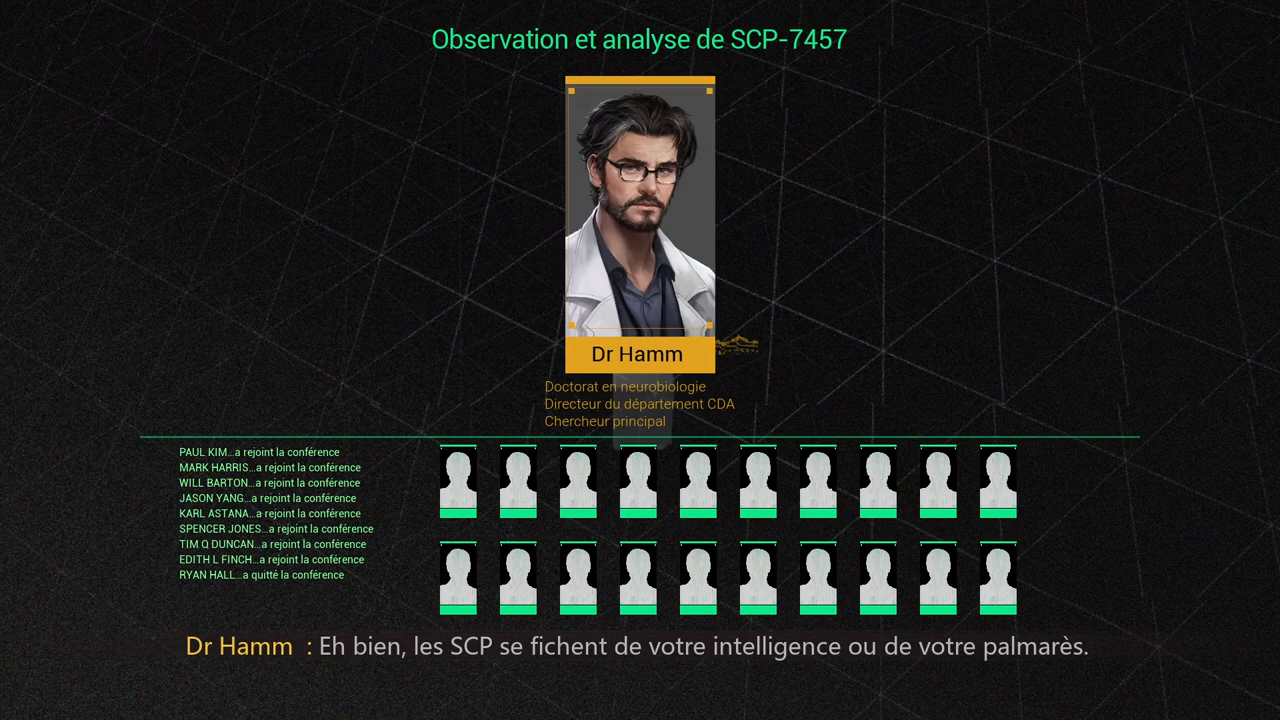 Observation et analyse de SCP-7457
Dr Hamm
Doctorat en neurobiologie
Directeur du département CDA
Chercheur principal
PAUL KIM...a rejoint la conférence
MARK HARRIS...a rejoint la conférence
WILL BARTON...a rejoint la conférence
JASON YANG...a rejoint la conférence
KARL ASTANA...a rejoint la conférence
SPENCER JONES...a rejoint la conférence
TIM Q DUNCAN...a rejoint la conférence
EDITH L FINCH...a rejoint la conférence
RYAN HALL...a quitté la conférence
Dr Hamm : Eh bien, les SCP se fichent de votre intelligence ou de votre palmarès.